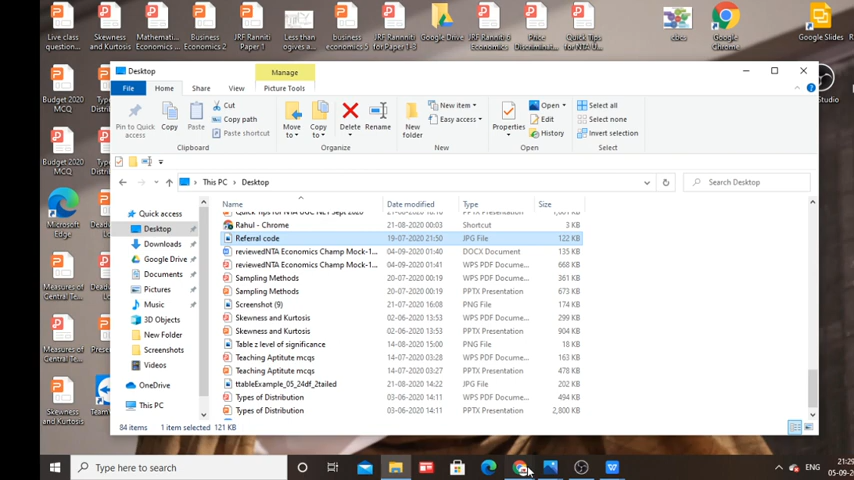 Live class
question...
Skewness
and Kurtosis
Mathemati...
Economics ...
Business
Economics 2
JRF Ranniti
Paper 1
Less than
ogives a...
business
economics
JRF Rannniti
for Paper 1-3
Google Drive
JRF Ranniti
Economics
Price
Discriminat...
Quick Tips
for NTA U...
cbcs
Google
Chrome
Google Slides
Budget 2020
MCQ
Budget 2020
MCQ
Microsoft
Edge
Measures of
Central Te...
Measures of
Central Te...
Skewness
and Kurtosis
Studio
Desktop
Manage
File
Home
Share
View
Picture Tools
Pin to Quick
access
Copy
Paste
Cut
Copy path
Paste shortcut
Clipboard
Move
to
Copy
to
Delete
Rename
Organize
New
folder
New item
Easy access
New
Properties
Open
Edit
History
Open
Select all
Select none
Invert selection
Select
This PC > Desktop
Search Desktop
Quick access
Desktop
Downloads
Google Drive
Documents
Pictures
Music
3D Objects
New Folder
Screenshots
Videos
OneDrive
This PC
Name Date modified Type Size
Rahul - Chrome 21-08-2020 00:03 Shortcut 3 KB
Referral code 19-07-2020 21:50 JPG File 122 KB
reviewedNTA Economics Champ Mock-1... 04-09-2020 01:40 DOCX Document 135 KB
reviewedNTA Economics Champ Mock-1... 04-09-2020 01:41 WPS PDF Docume... 668 KB
Sampling Methods 20-07-2020 00:19 WPS PDF Docume... 361 KB
Sampling Methods 20-07-2020 00:19 PPTX Presentation 673 KB
Screenshot (9) 21-07-2020 16:08 PNG File 174 KB
Skewness and Kurtosis 02-06-2020 13:53 WPS PDF Docume... 299 KB
Skewness and Kurtosis 02-06-2020 13:53 PPTX Presentation 904 KB
Table z level of significance 14-08-2020 15:00 PNG File 18 KB
Teaching Aptitute mcqs 14-07-2020 03:28 WPS PDF Docume... 163 KB
Teaching Aptitute mcqs 14-07-2020 03:27 PPTX Presentation 478 KB
ttableExample_05_24df_2tailed 21-08-2020 14:22 JPG File 202 KB
Types of Distribution 03-06-2020 14:11 WPS PDF Docume... 494 KB
Types of Distribution 03-06-2020 14:11 PPTX Presentation 2,800 KB
84 items 1 item selected 121 KB
Type here to search
ENG
21:29